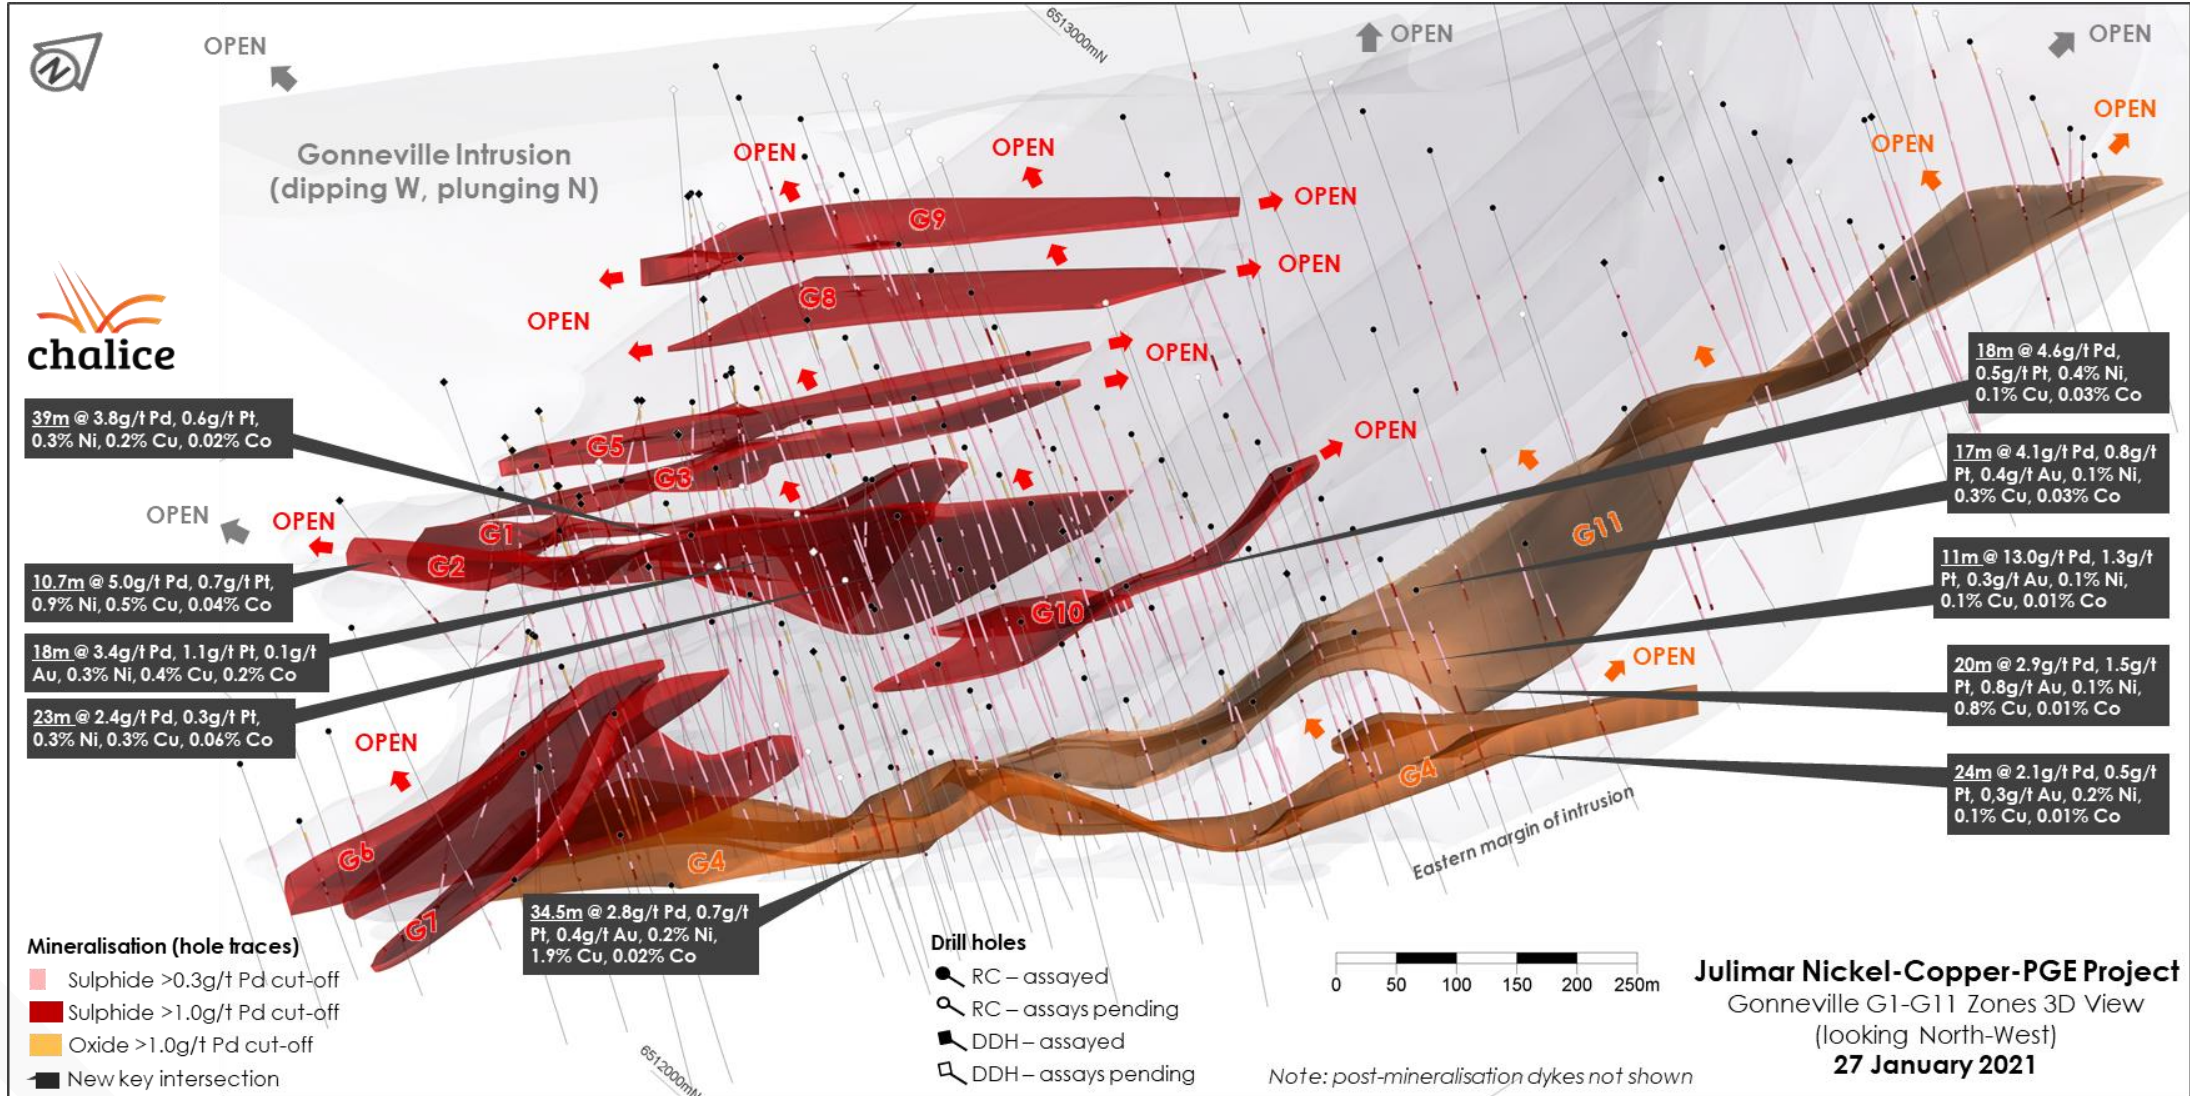 6513000mN
OPEN
OPEN
OPEN
Gonneville Intrusion
(dipping W, plunging N)
OPEN
OPEN
OPEN
OPEN
OPEN
G9
OPEN
G8
OPEN
OPEN
chalice
39m @ 3.8g/t Pd, 0.6g/t Pt,
0.3% Ni, 0.2% Cu, 0.02% Co
G5
G3
OPEN
18m @ 4.6g/t Pd,
0.5g/t Pt, 0.4% Ni,
0.1% Cu, 0.03% Co
17m @ 4.1g/t Pd, 0.8g/t
Pt, 0.4g/t Au, 0.1% Ni,
0.3% Cu, 0.03% Co
OPEN
OPEN
G1
G2
G11
10.7m @ 5.0g/t Pd, 0.7g/t Pt,
0.9% Ni, 0.5% Cu, 0.04% Co
11m @ 13.0g/t Pd, 1.3g/t
Pt, 0.3g/t Au, 0.1% Ni,
0.1% Cu, 0.01% Co
G10
18m @ 3.4g/t Pd, 1.1g/t Pt, 0.1g/t
Au, 0.3% Ni, 0.4% Cu, 0.2% Co
OPEN
20m @ 2.9g/t Pd, 1.5g/t
Pt, 0.8g/t Au, 0.1% Ni,
0.8% Cu, 0.01% Co
23m @ 2.4g/t Pd, 0.3g/t Pt,
0.3% Ni, 0.3% Cu, 0.06% Co
OPEN
G4
24m @ 2.1g/t Pd, 0.5g/t
Pt, 0,3g/t Au, 0.2% Ni,
0.1% Cu, 0.01% Co
Eastern margin of intrusion
G6
G4
G7
34.5m @ 2.8g/t Pd, 0.7g/t
Pt, 0.4g/t Au, 0.2% Ni,
1.9% Cu, 0.02% Co
Mineralisation (hole traces)
Sulphide >0.3g/t Pd cut-off
Sulphide >1.0g/t Pd cut-off
Oxide >1.0g/t Pd cut-off
New key intersection
6512000mN
Drill holes
RC – assayed
RC – assays pending
DDH – assayed
DDH – assays pending
0 50 100 150 200 250m
Note: post-mineralisation dykes not shown
Julimar Nickel-Copper-PGE Project
Gonneville G1-G11 Zones 3D View
(looking North-West)
27 January 2021
N